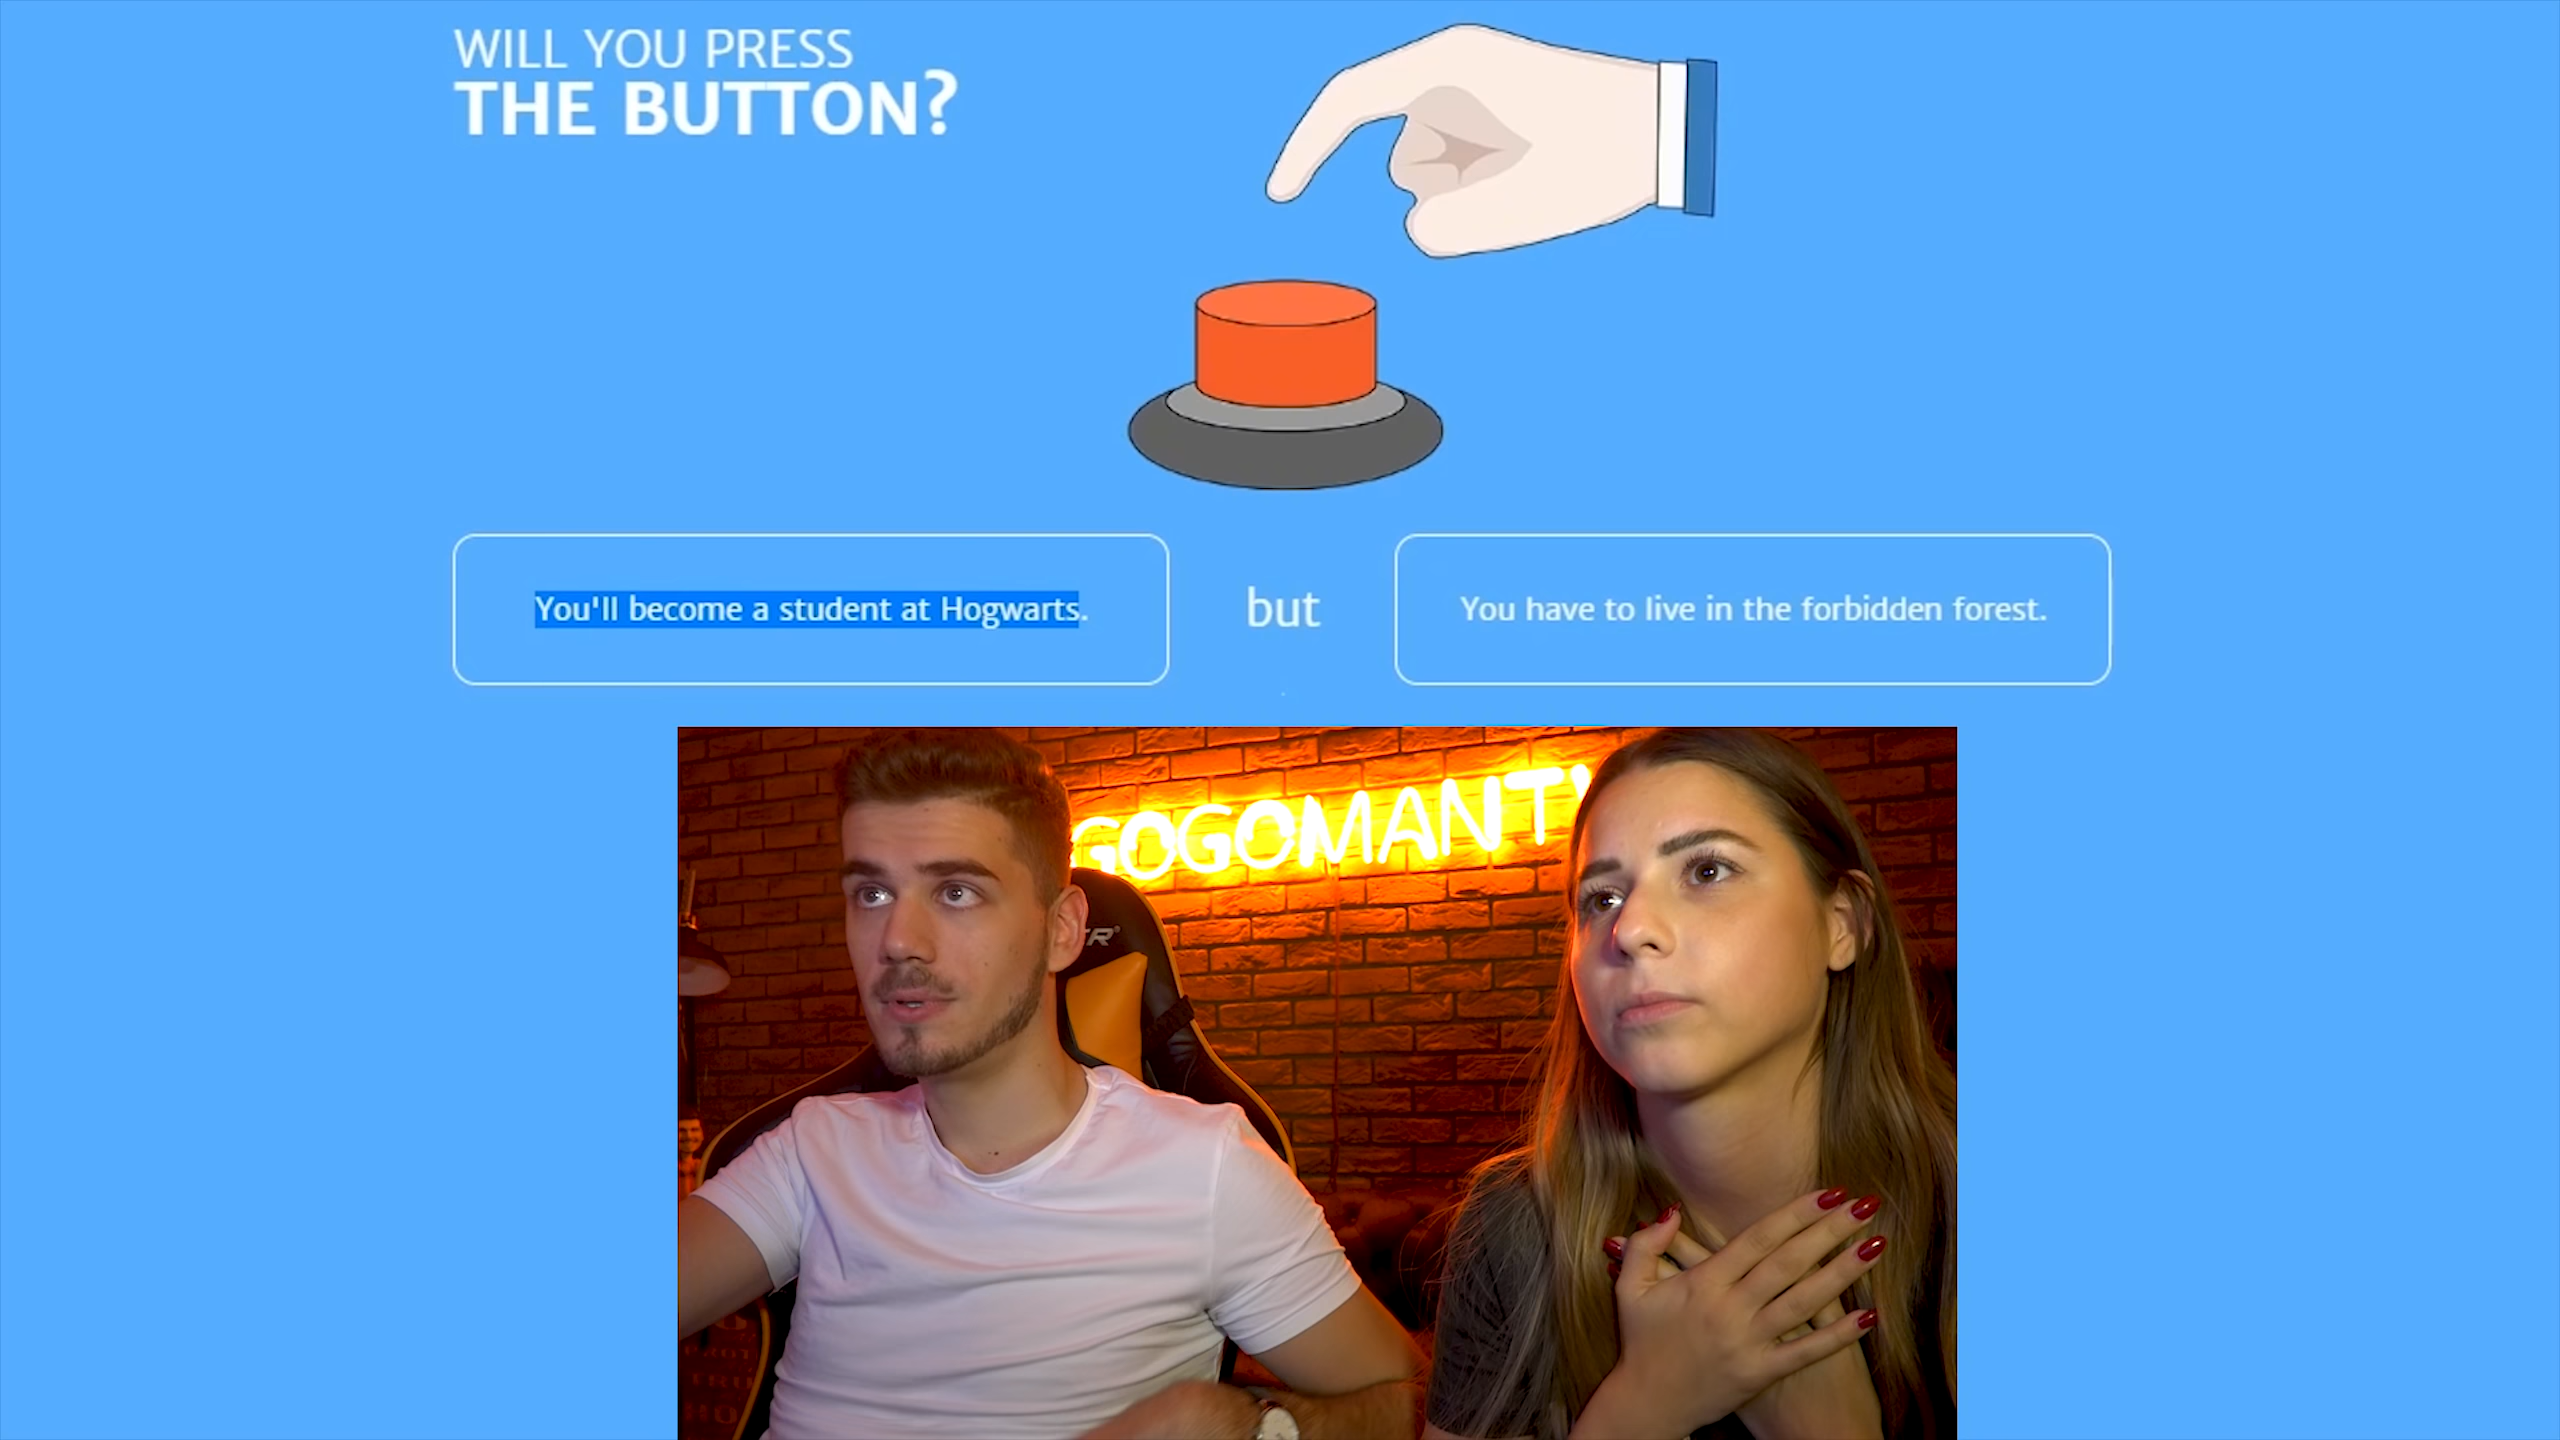 WILL YOU PRESS
THE BUTTON?
You'll become a student at Hogwarts.
but
You have to live in the forbidden forest.
GOGOMANTV